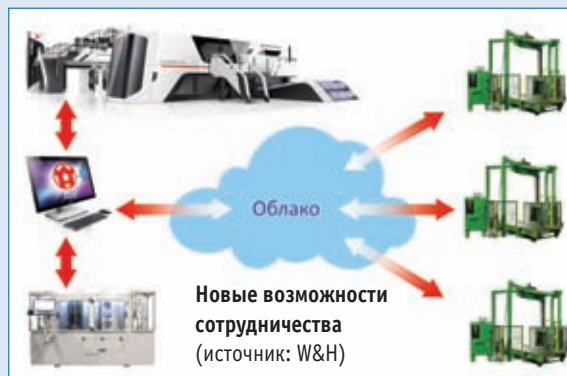 Облако
Новые возможности
сотрудничества
(источник: W&H)